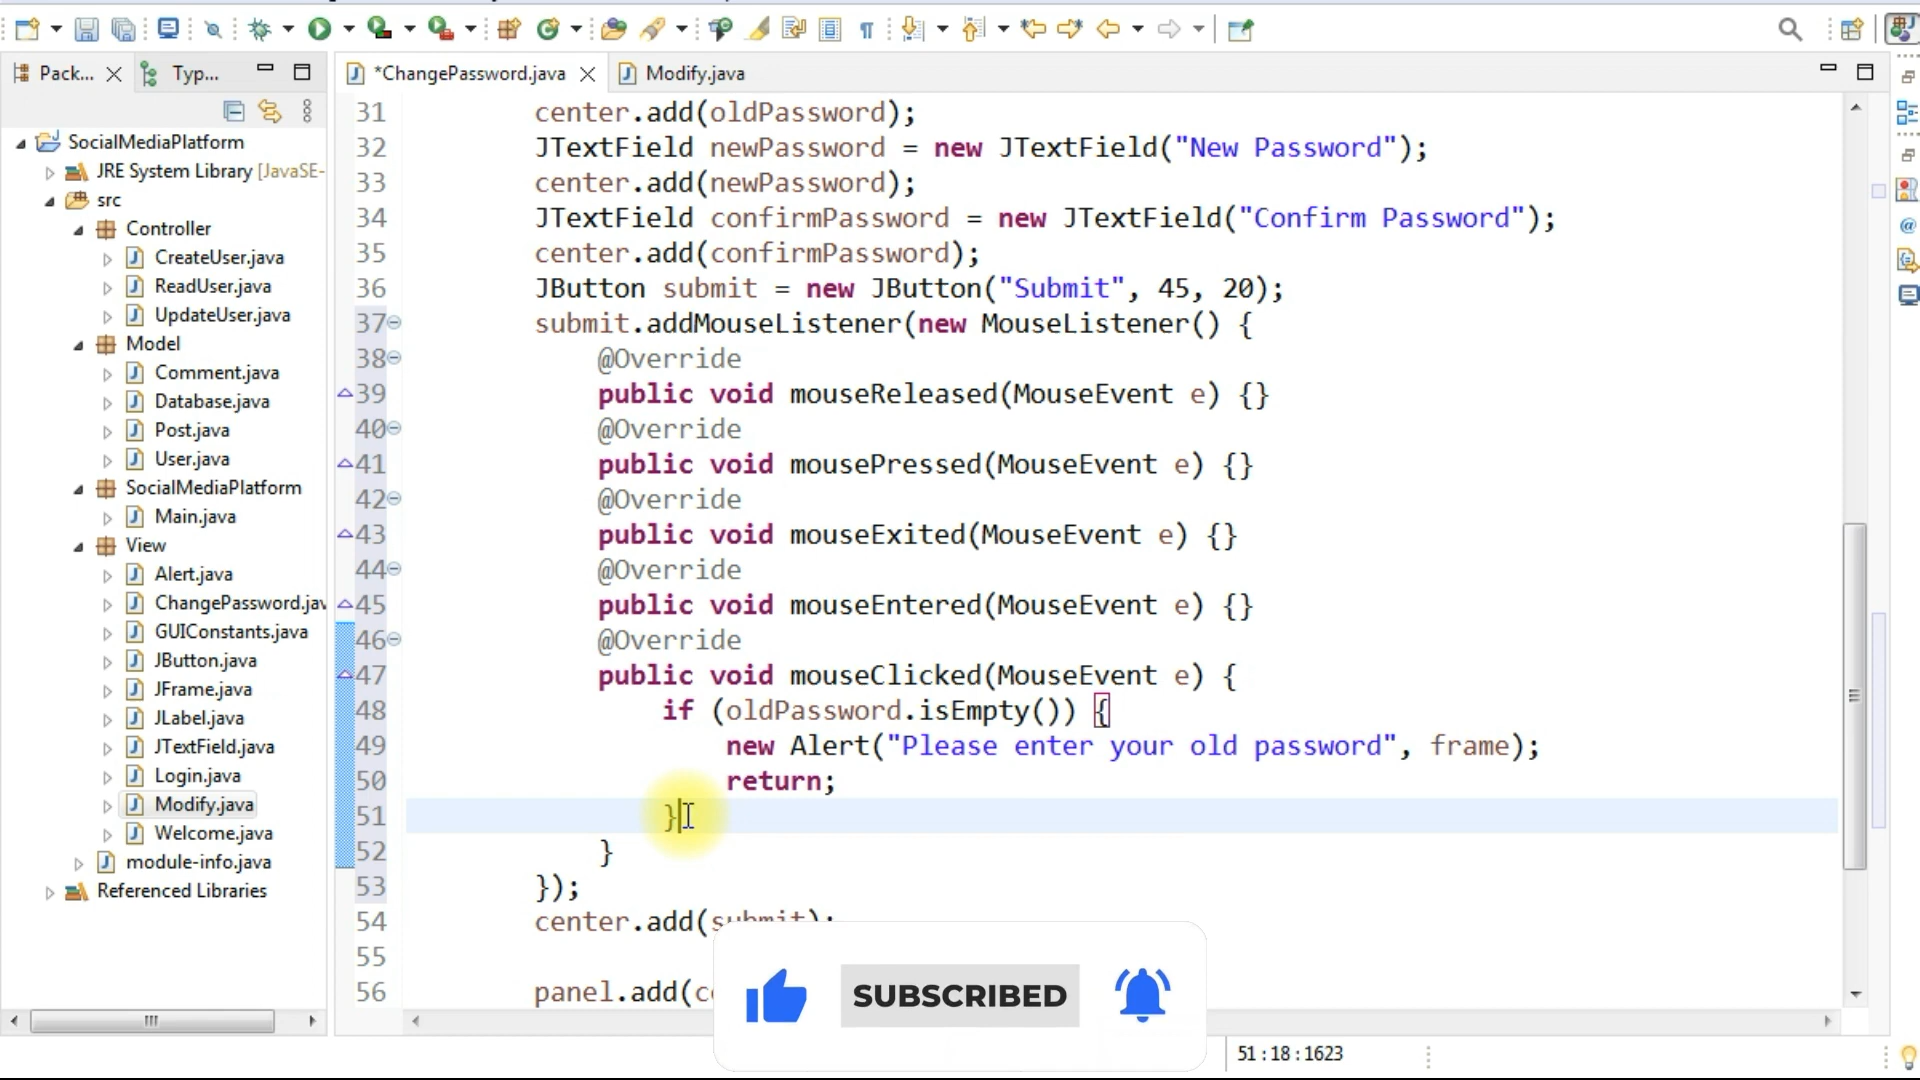 Pack...
Typ...
*ChangePassword.java
Modify.java
SocialMediaPlatform
JRE System Library [JavaSE-
src
Controller
CreateUser.java
ReadUser.java
UpdateUser.java
Model
Comment.java
Database.java
Post.java
User.java
SocialMediaPlatform
Main.java
View
Alert.java
ChangePassword.jav
GUIConstants.java
JButton.java
JFrame.java
JLabel.java
JTextField.java
Login.java
Modify.java
Welcome.java
module-info.java
Referenced Libraries
31 center.add(oldPassword);
32 JTextField newPassword = new JTextField("New Password");
33 center.add(newPassword);
34 JTextField confirmPassword = new JTextField("Confirm Password");
35 center.add(confirmPassword);
36 JButton submit = new JButton("Submit", 45, 20);
37 submit.addMouseListener(new MouseListener() {
38 @Override
39 public void mouseReleased(MouseEvent e) {}
40 @Override
41 public void mousePressed(MouseEvent e) {}
42 @Override
43 public void mouseExited(MouseEvent e) {}
44 @Override
45 public void mouseEntered(MouseEvent e) {}
46 @Override
47 public void mouseClicked(MouseEvent e) {
48 if (oldPassword.isEmpty()) {
49 new Alert("Please enter your old password", frame);
50 return;
51 }
52 }
53 });
54 center.add(submit);
55
56 panel.add(c
SUBSCRIBED
51 : 18 : 1623